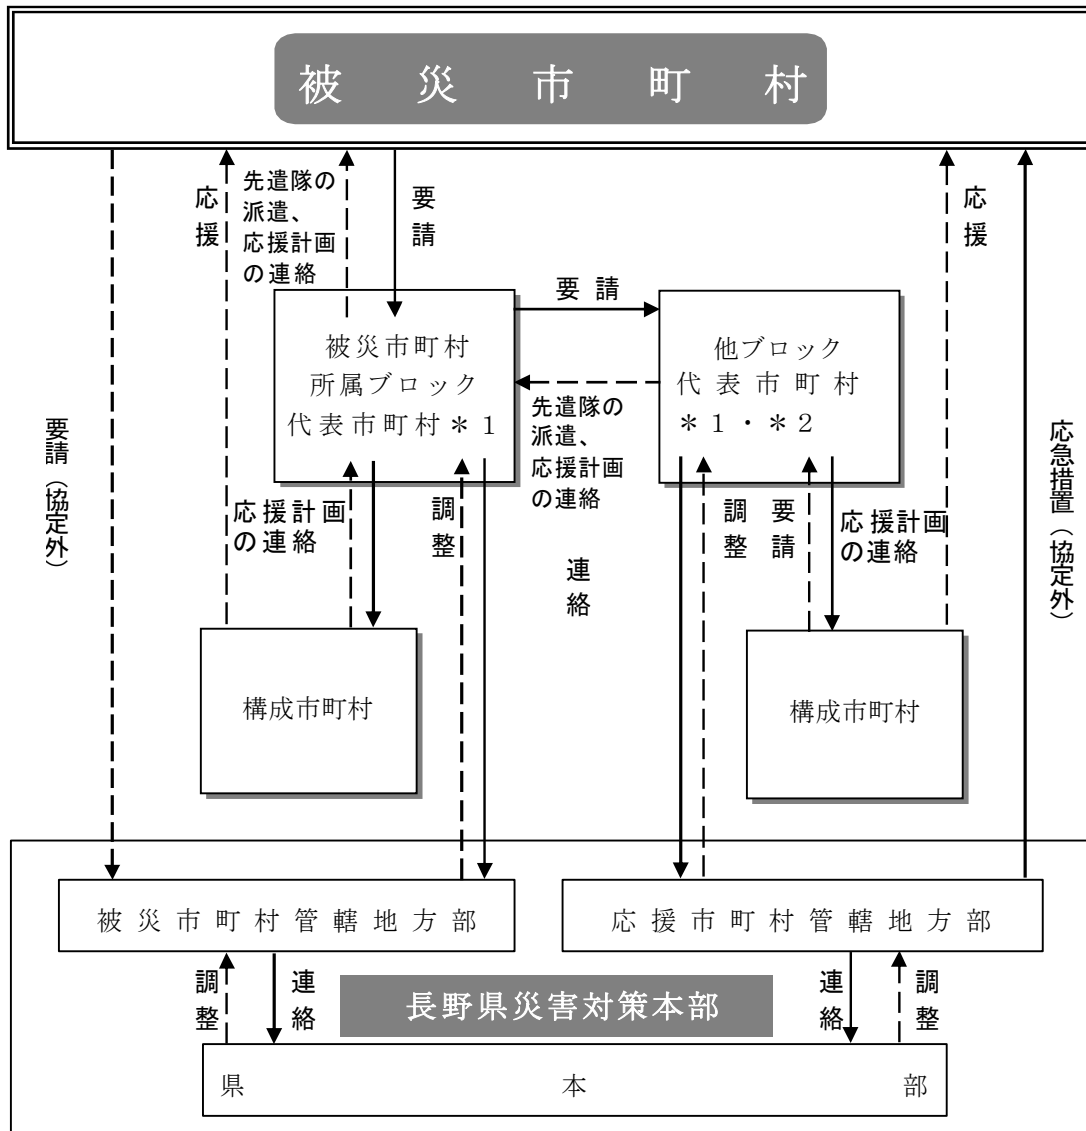 被災市町村
応援
先遣隊の
派遣、
応援計画
の連絡
要請
応援
要請
被災市町村
所属ブロック
代表市町村＊１
他ブロック
代表市町村
＊１・＊２
先遣隊の
派遣、
応援計画
の連絡
要請（協定外）
応急措置（協定外）
応援計画
の連絡
調整
連絡
調整
要請
応援計画
の連絡
構成市町村
構成市町村
被災市町村管轄地方部
応援市町村管轄地方部
調整
連絡
長野県災害対策本部
連絡
調整
県本部